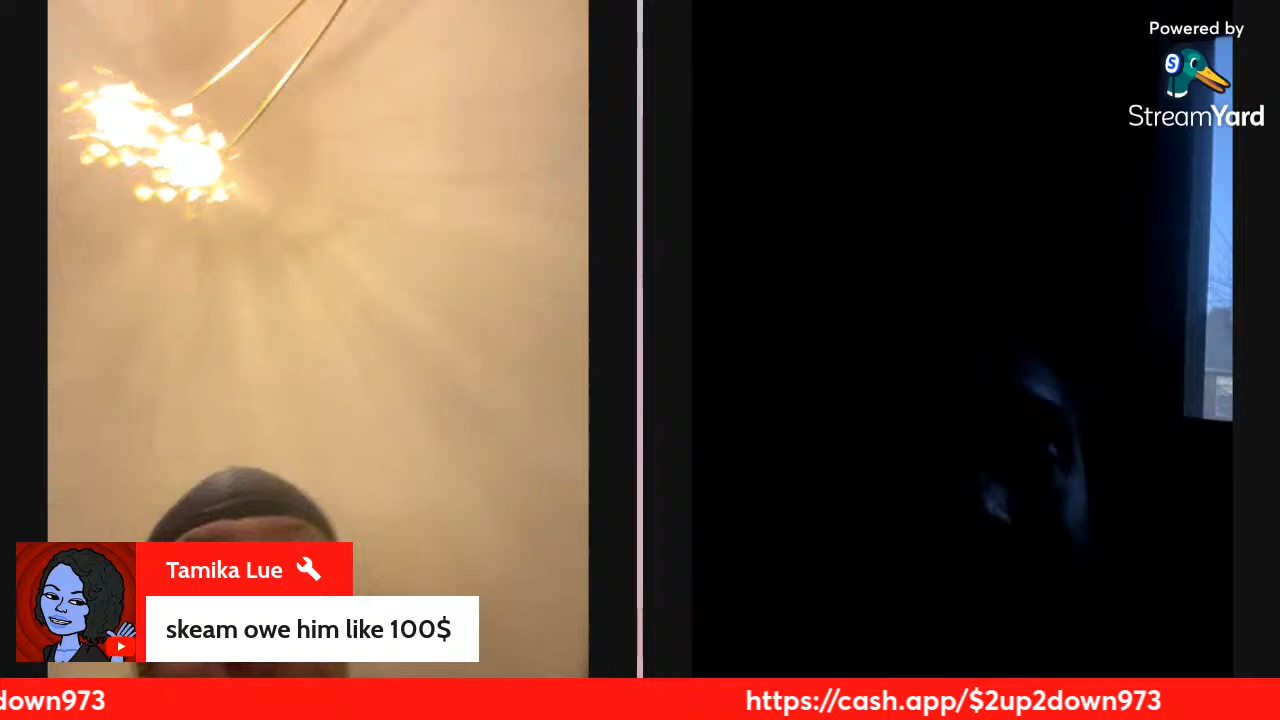 Powered by
StreamYard
Tamika Lue
skeam owe him like 100$
down973
https://cash.app/$2up2down973